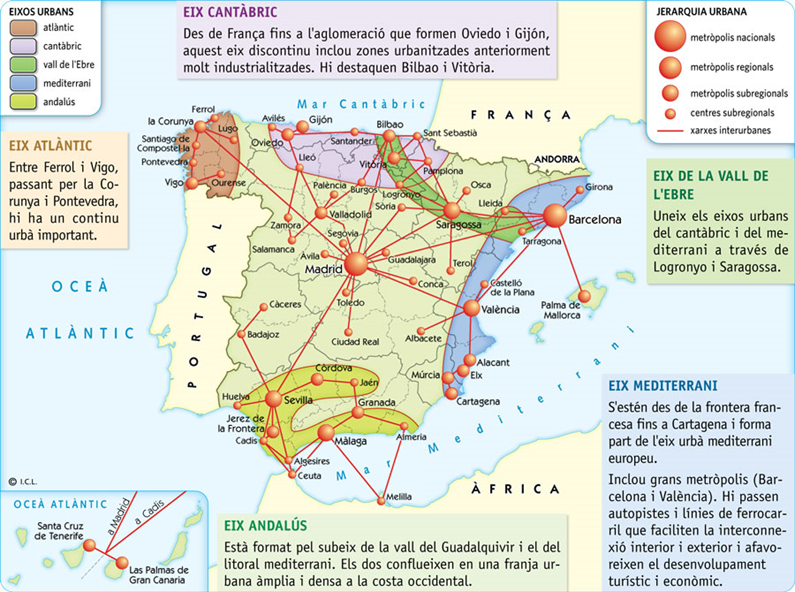 EIXOS URBANS
atlàntic
cantàbric
vall de l'Ebre
mediterrani
andalús
EIX CANTÀBRIC
Des de França fins a l'aglomeració que formen Oviedo i Gijón,
aquest eix discontinu inclou zones urbanitzades anteriorment
molt industrialitzades. Hi destaquen Bilbao i Vitòria.
JERARQUIA URBANA
metròpolis nacionals
metròpolis regionals
metròpolis subregionals
centres subregionals
xarxes interurbanes
EIX ATLÀNTIC
Entre Ferrol i Vigo,
passant per la Co-
runya i Pontevedra,
hi ha un continu
urbà important.
EIX DE LA VALL DE
L'EBRE
Uneix els eixos urbans
del cantàbric i del me-
diterrani a través de
Logronyo i Saragossa.
Mar Cantàbric
FRANÇA
ANDORRA
PORTUGAL
OCEÀ
ATLÀNTIC
Mar Mediterrani
ÀFRICA
Ferrol
la Corunya
Lugo
Santiago de
Compostel·la
Pontevedra
Vigo
Ourense
Avilés
Gijón
Oviedo
Santander
Bilbao
Sant Sebastià
Vitòria
Pamplona
Lleó
Palència
Burgos
Logronyo
Osca
Girona
Lleida
Barcelona
Zamora
Valladolid
Sòria
Saragossa
Tarragona
Salamanca
Segovia
Àvila
Guadalajara
Madrid
Terol
Conca
Castelló
de la Plana
Palma de
Mallorca
Toledo
Càceres
València
Badajoz
Ciudad Real
Albacete
Alacant
Múrcia
Elx
Cartagena
Còrdova
Jaén
Huelva
Sevilla
Granada
Jerez de
la Frontera
Cadis
Màlaga
Almeria
Algesires
Ceuta
Melilla
© I.C.L.
OCEÀ ATLÀNTIC
a Madrid
a Cadis
Santa Cruz
de Tenerife
Las Palmas de
Gran Canaria
EIX ANDALÚS
Està format pel subeix de la vall del Guadalquivir i el del
litoral mediterrani. Els dos conflueixen en una franja ur-
bana àmplia i densa a la costa occidental.
EIX MEDITERRANI
S'estén des de la frontera fran-
cesa fins a Cartagena i forma
part de l'eix urbà mediterrani
europeu.
Inclou grans metròpolis (Bar-
celona i València). Hi passen
autopistes i línies de ferrocar-
ril que faciliten la interconne-
xió interior i exterior i afavo-
reixen el desenvolupament
turístic i econòmic.